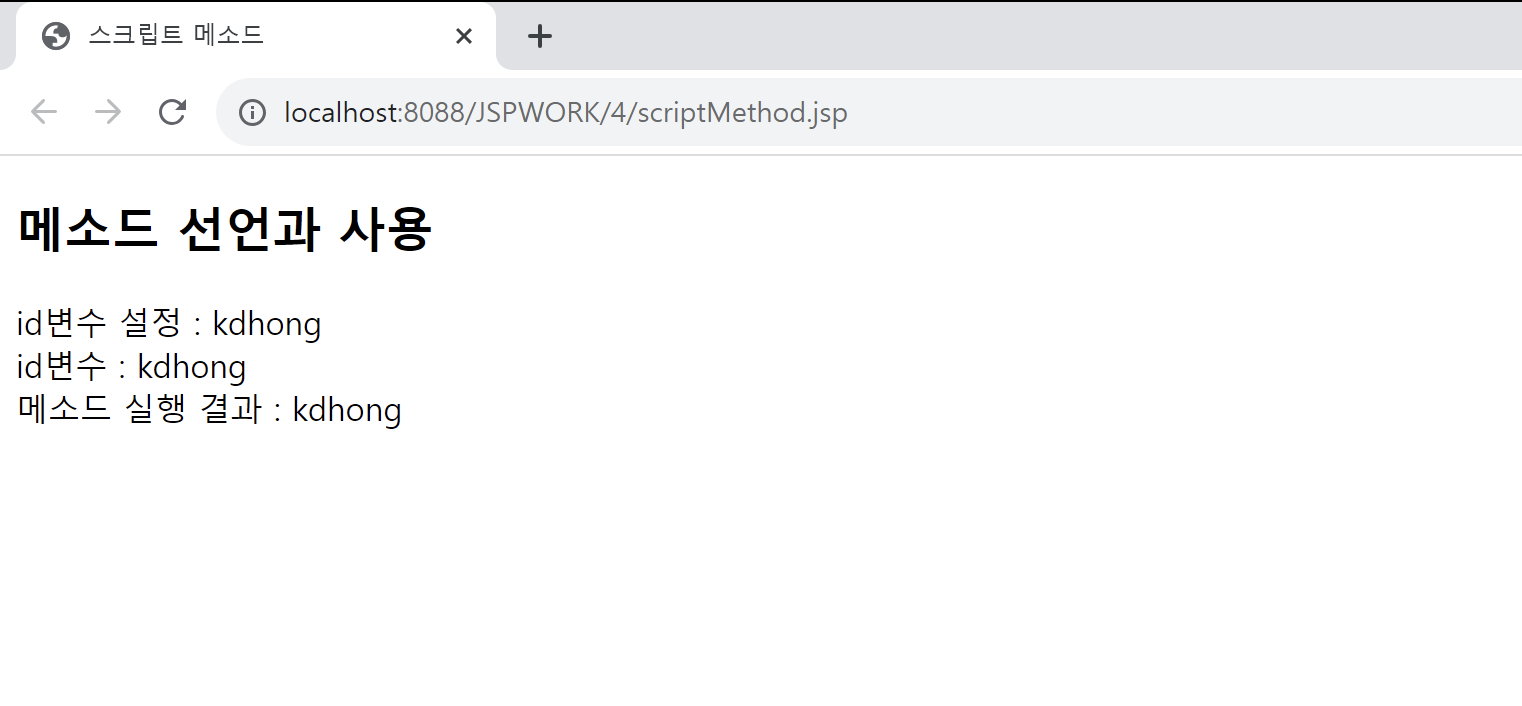 스크립트 메소드
localhost:8088/JSPWORK/4/scriptMethod.jsp
메소드 선언과 사용
id변수 설정 : kdhong
id변수 : kdhong
메소드 실행 결과 : kdhong